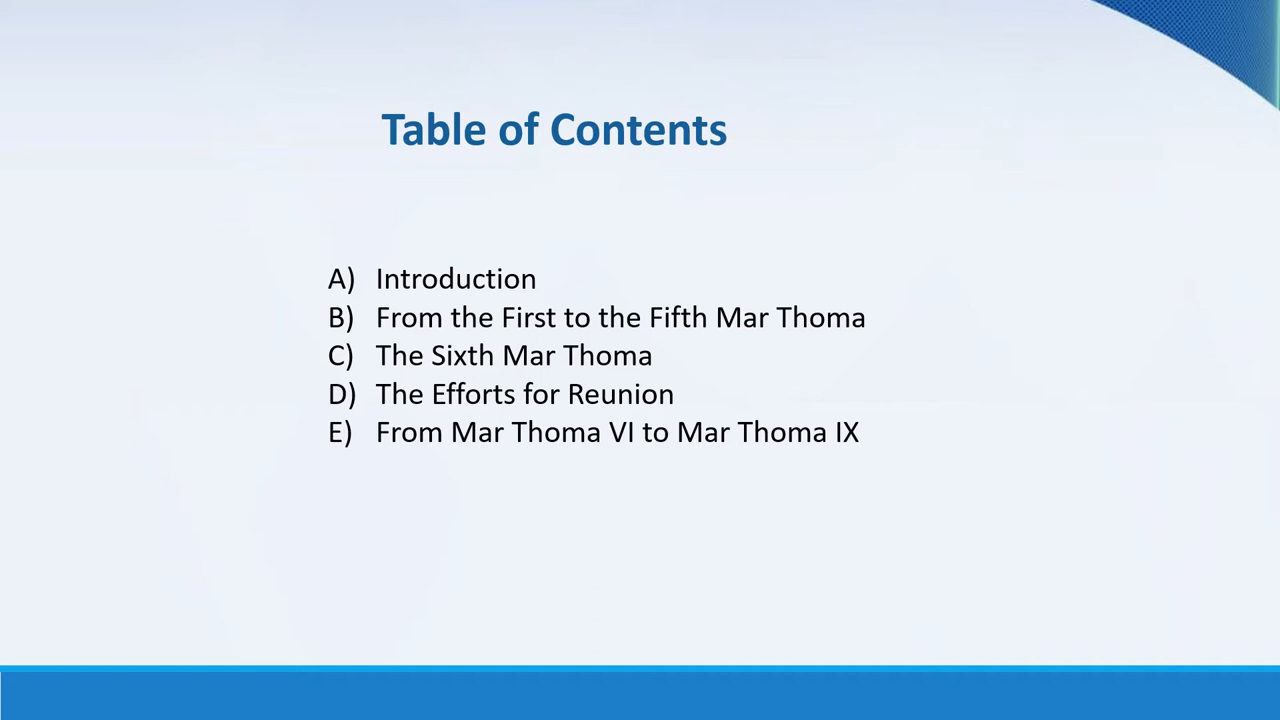 Table of Contents
A) Introduction
B) From the First to the Fifth Mar Thoma
C) The Sixth Mar Thoma
D) The Efforts for Reunion
E) From Mar Thoma VI to Mar Thoma IX